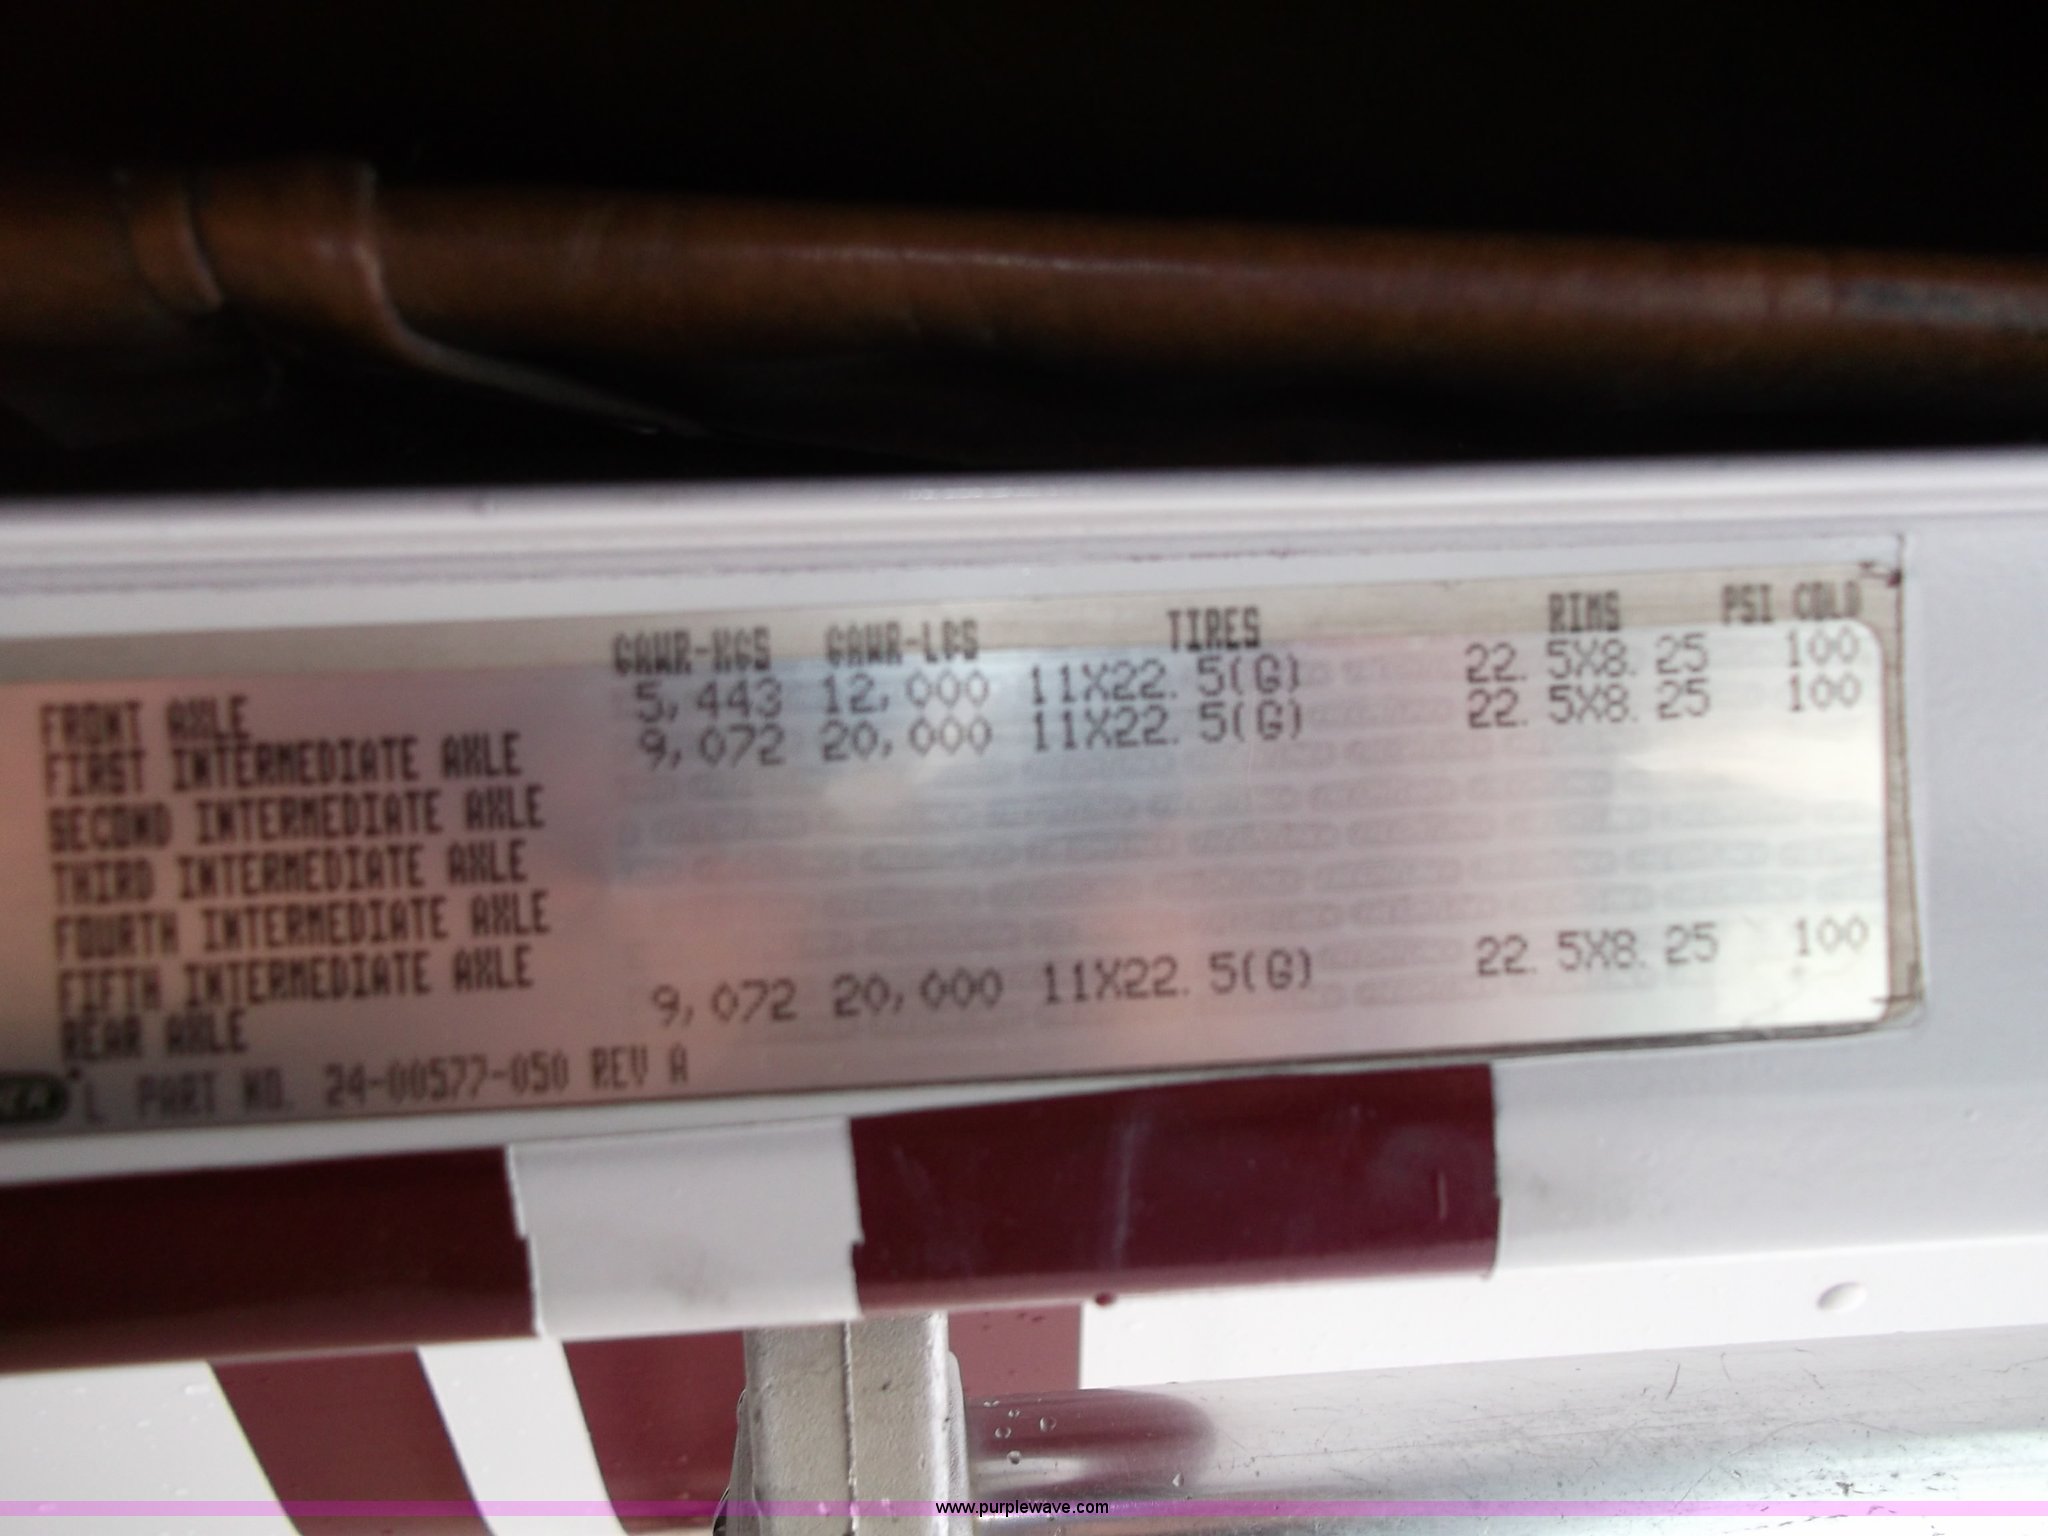 GAWR-KGS GAWR-LBS TIRES RIMS PSI COLD
FRONT AXLE 5,443 12,000 11X22.5(G) 22.5X8.25 100
FIRST INTERMEDIATE AXLE 9,072 20,000 11X22.5(G) 22.5X8.25 100
SECOND INTERMEDIATE AXLE
THIRD INTERMEDIATE AXLE
FOURTH INTERMEDIATE AXLE
FIFTH INTERMEDIATE AXLE
REAR AXLE 9,072 20,000 11X22.5(G) 22.5X8.25 100
L PART NO. 24-00577-050 REV A
www.purplewave.com